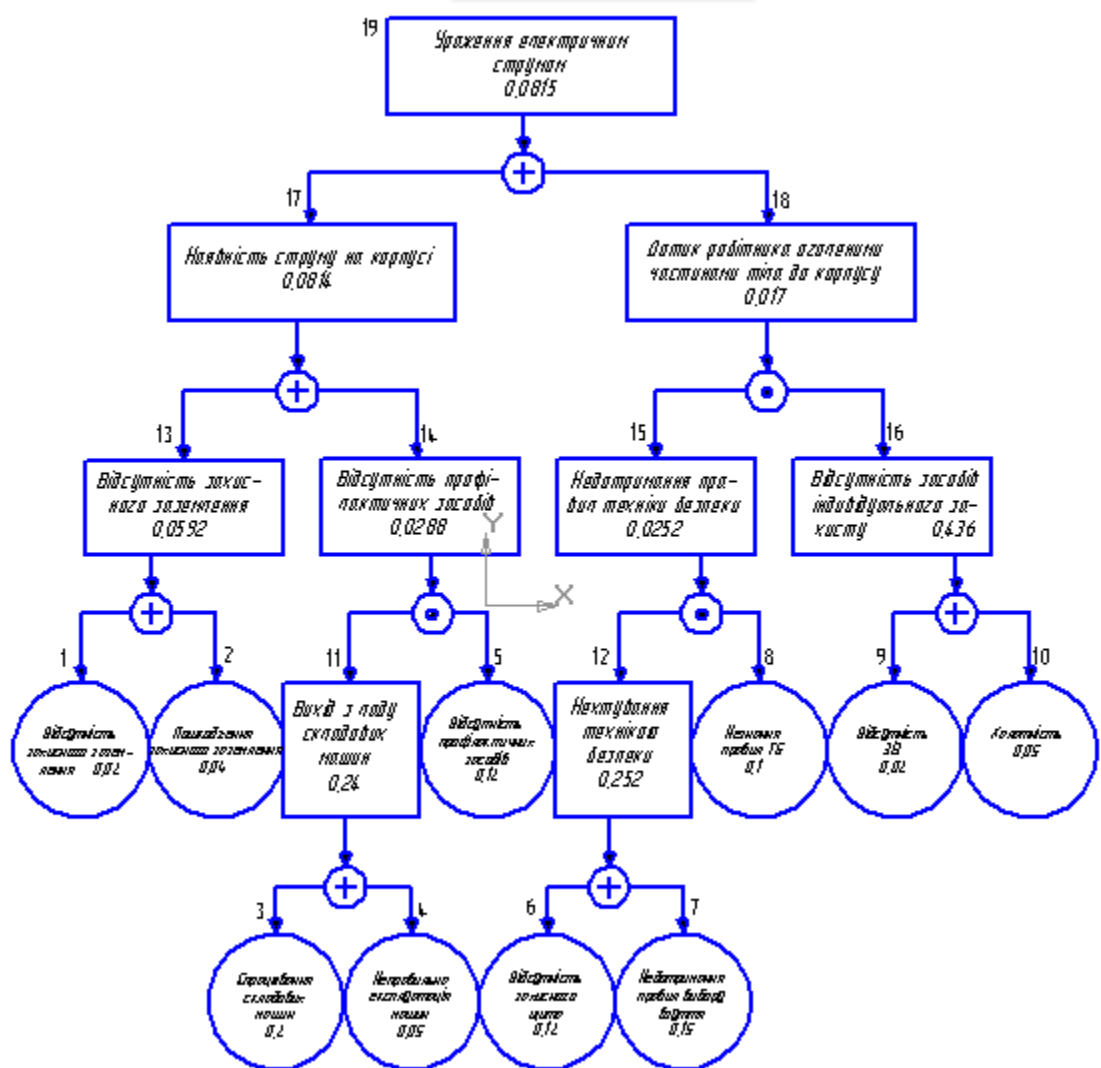 19
Ураження електричним
струмом
0,0815
17
18
Наявність струму на корпусі
0,0814
Дотик робітника оголеними
частинами тіла до корпусу
0,017
13
14
15
16
Відсутність захис-
ного заземлення
0,0592
Відсутність профі-
лактичних засобів
0,0288
Недотримання пра-
вил техніки безпеки
0,0252
Відсутність засобів
індивідуального за-
хисту 0,436
Y
X
1
2
11
5
12
8
9
10
Відсутність
захисного зазем-
лення 0,02
Пошкодження
захисного заземлення
0,04
Вихід з ладу
складових
машин
0,24
Відсутність
профілактичних
засобів
0,12
Нехтування
технікою
безпеки
0,252
Незнання
правил ТБ
0,1
Відсутність
ЗІЗ
0,02
Халатність
0,05
3
4
6
7
Спрацювання
складових
машин
0,2
Неправильна
експлуатація
машин
0,05
Відсутність
захисного
щита
0,12
Недотримання
правил вибору
0,15